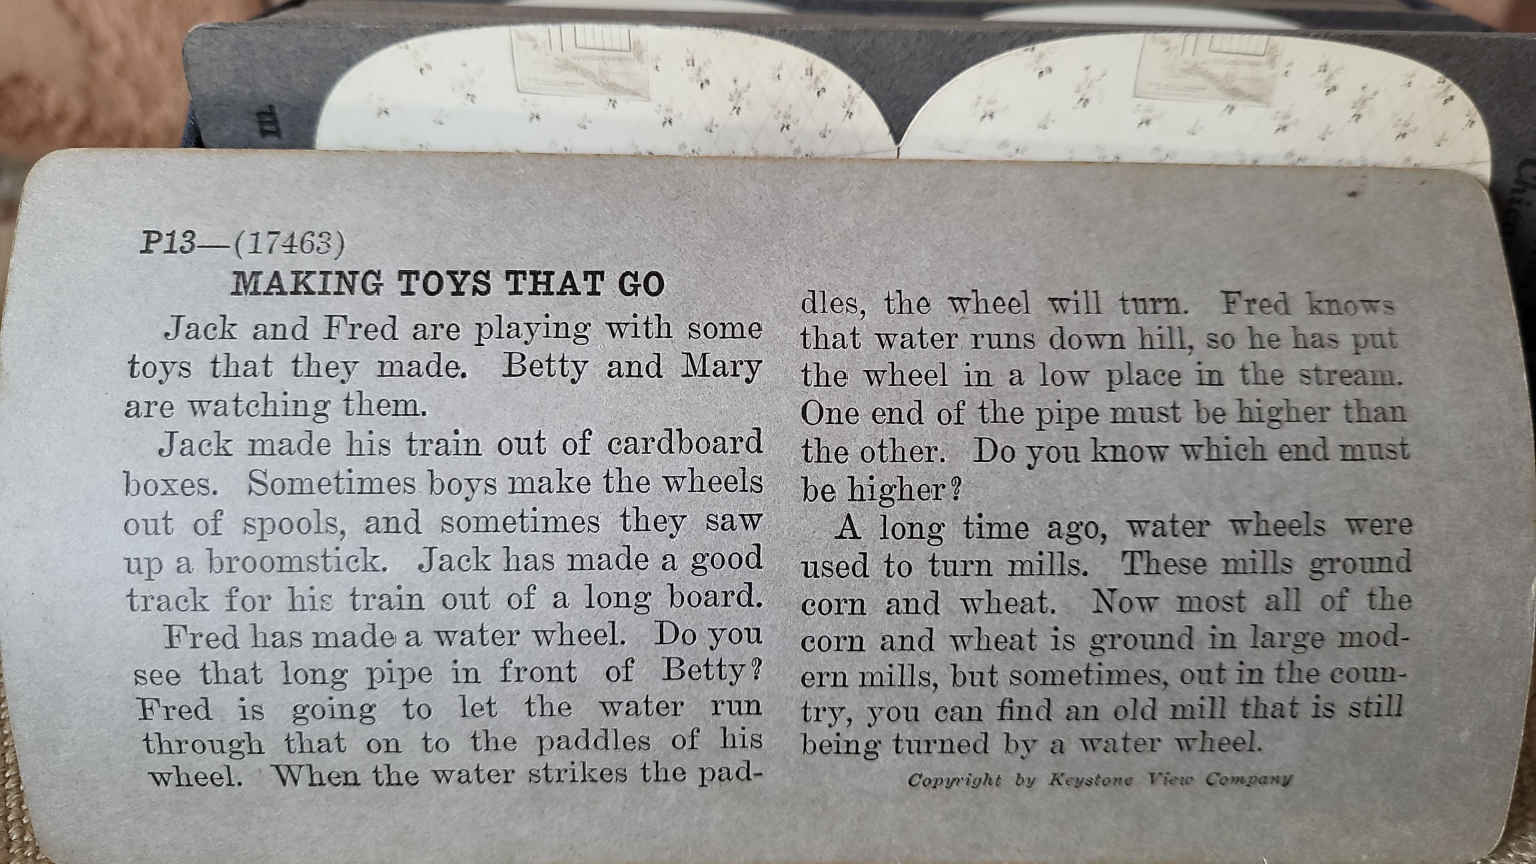 P13—(17463)
MAKING TOYS THAT GO
Jack and Fred are playing with some
toys that they made. Betty and Mary
are watching them.
Jack made his train out of cardboard
boxes. Sometimes boys make the wheels
out of spools, and sometimes they saw
up a broomstick. Jack has made a good
track for his train out of a long board.
Fred has made a water wheel. Do you
see that long pipe in front of Betty?
Fred is going to let the water run
through that on to the paddles of his
wheel. When the water strikes the pad-
dles, the wheel will turn. Fred knows
that water runs down hill, so he has put
the wheel in a low place in the stream.
One end of the pipe must be higher than
the other. Do you know which end must
be higher?
A long time ago, water wheels were
used to turn mills. These mills ground
corn and wheat. Now most all of the
corn and wheat is ground in large mod-
ern mills, but sometimes, out in the coun-
try, you can find an old mill that is still
being turned by a water wheel.
Copyright by Keystone View Company